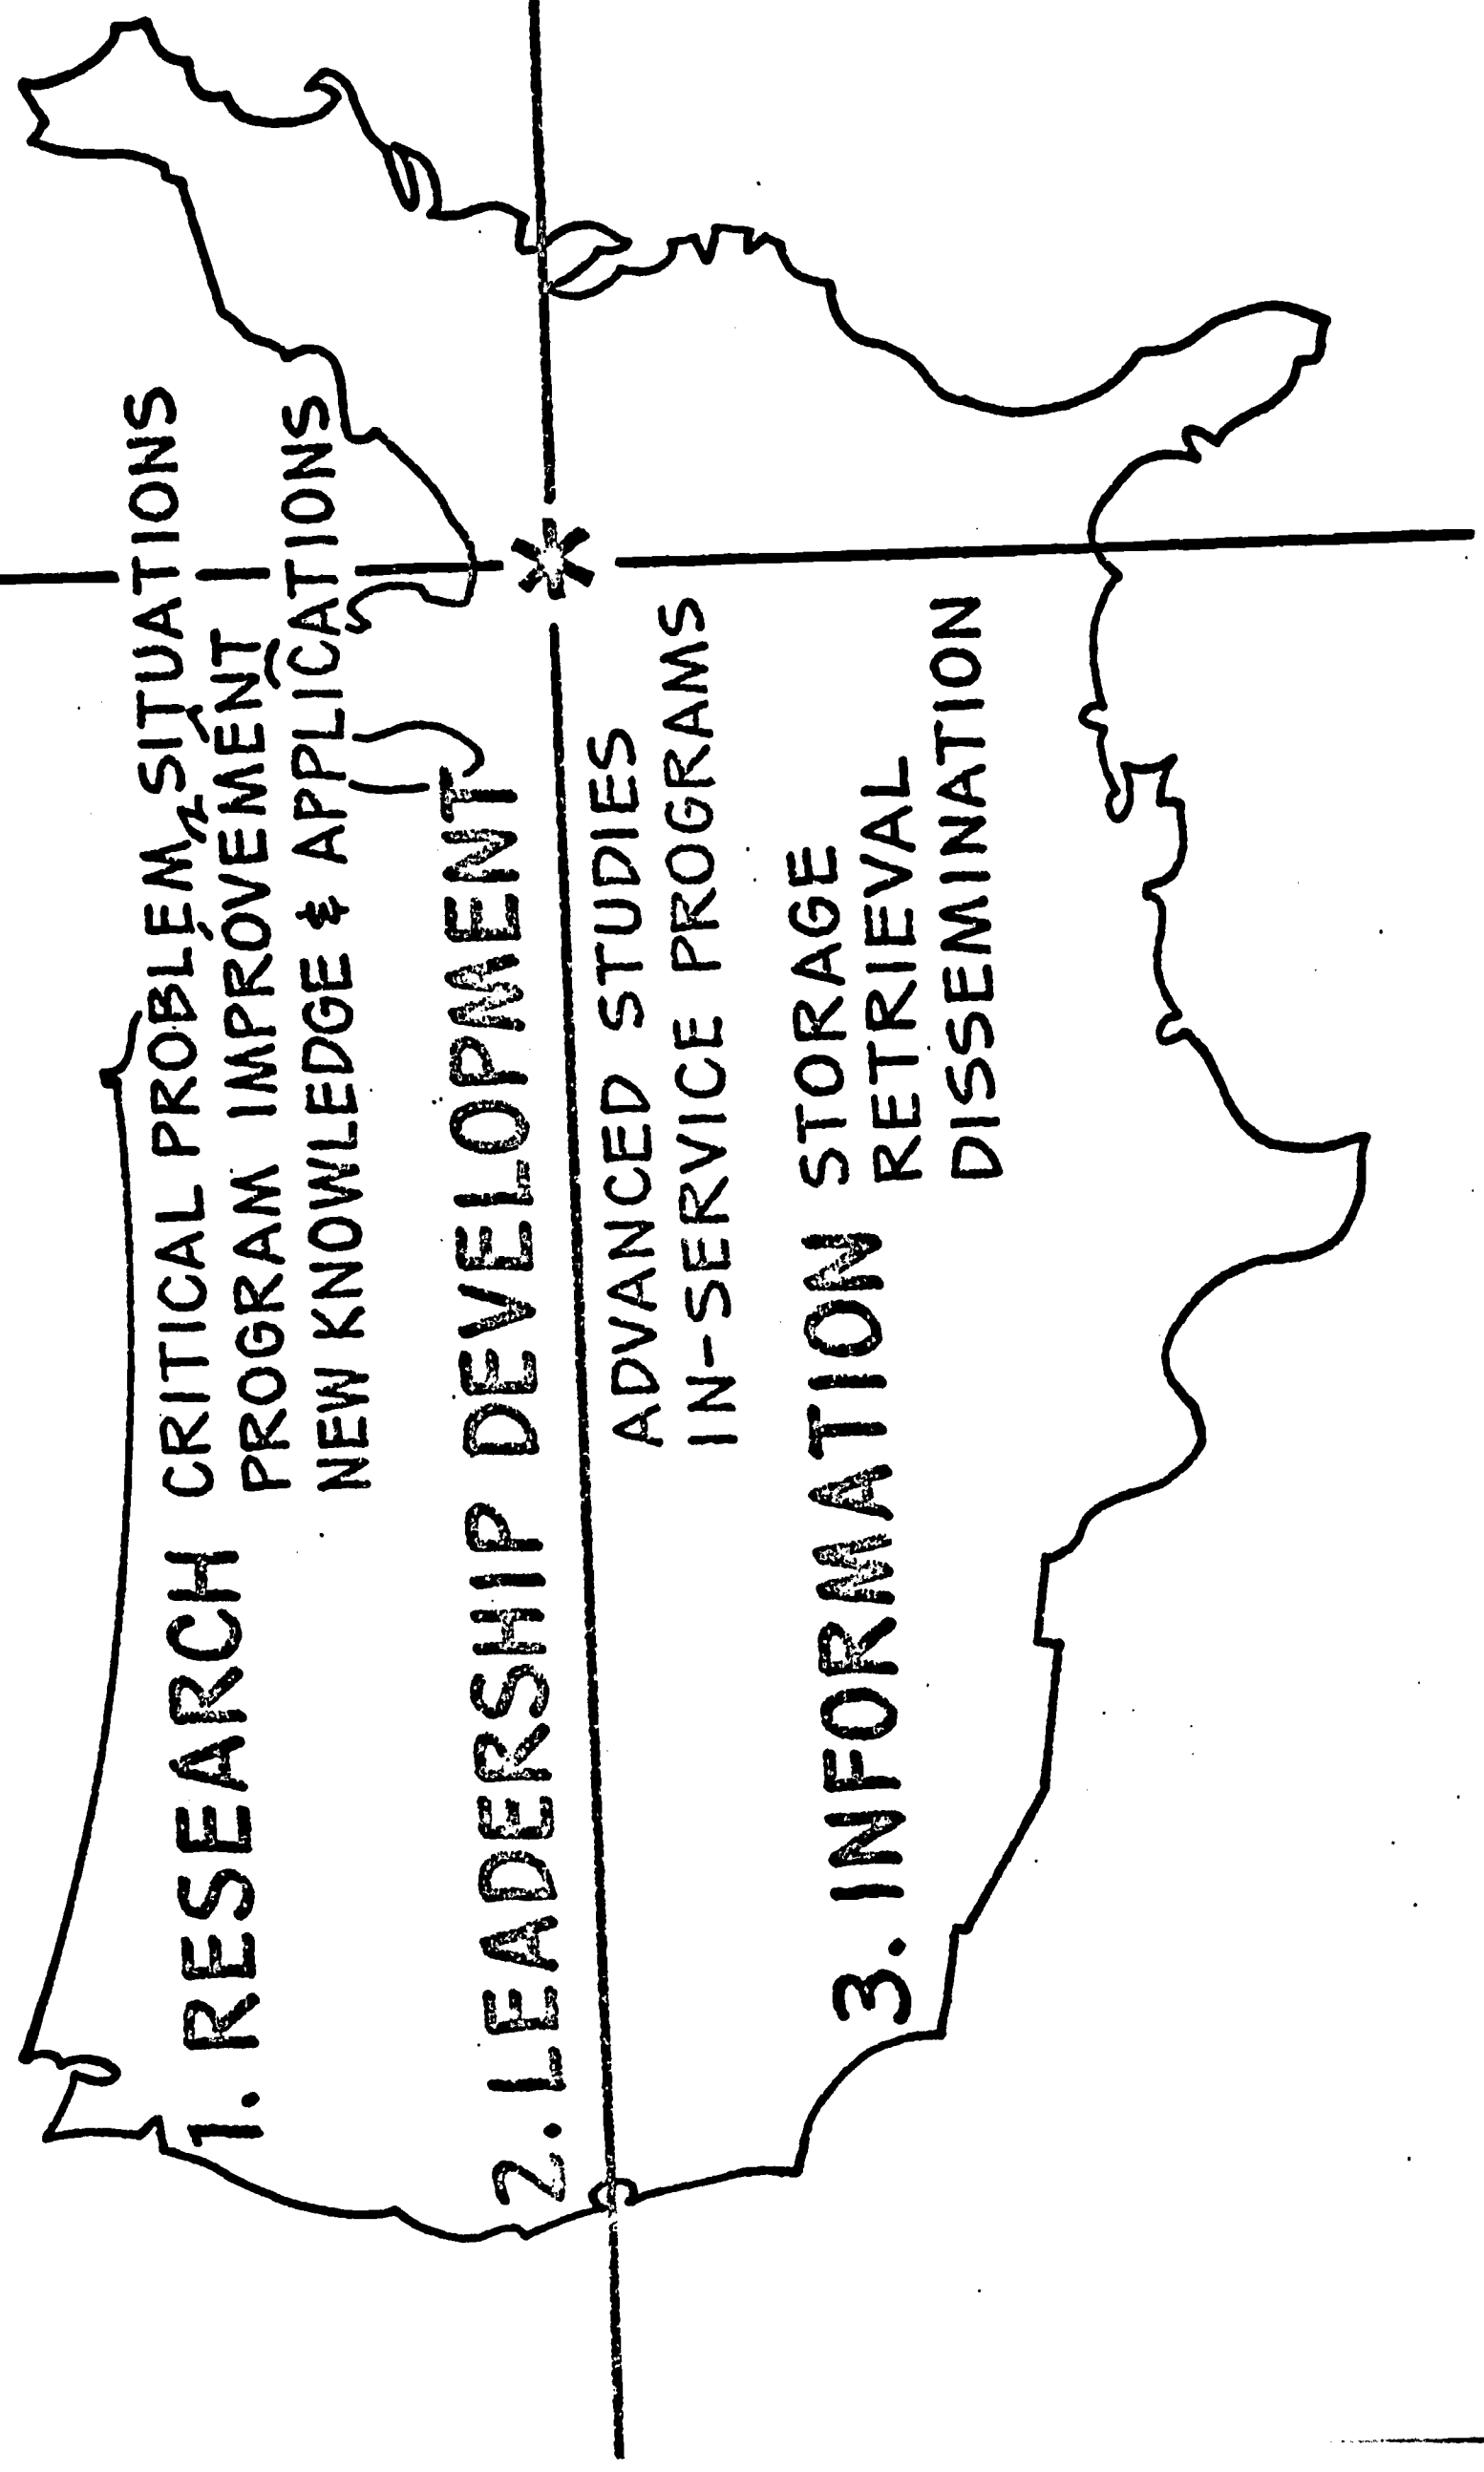 1. RESEARCH CRITICAL PROBLEM SITUATIONS
PROGRAM IMPROVEMENT
NEW KNOWLEDGE & APPLICATIONS
2. LEADERSHIP DEVELOPMENT
ADVANCED STUDIES
IN-SERVICE PROGRAMS
3. INFORMATION STORAGE
RETRIEVAL
DISSEMINATION